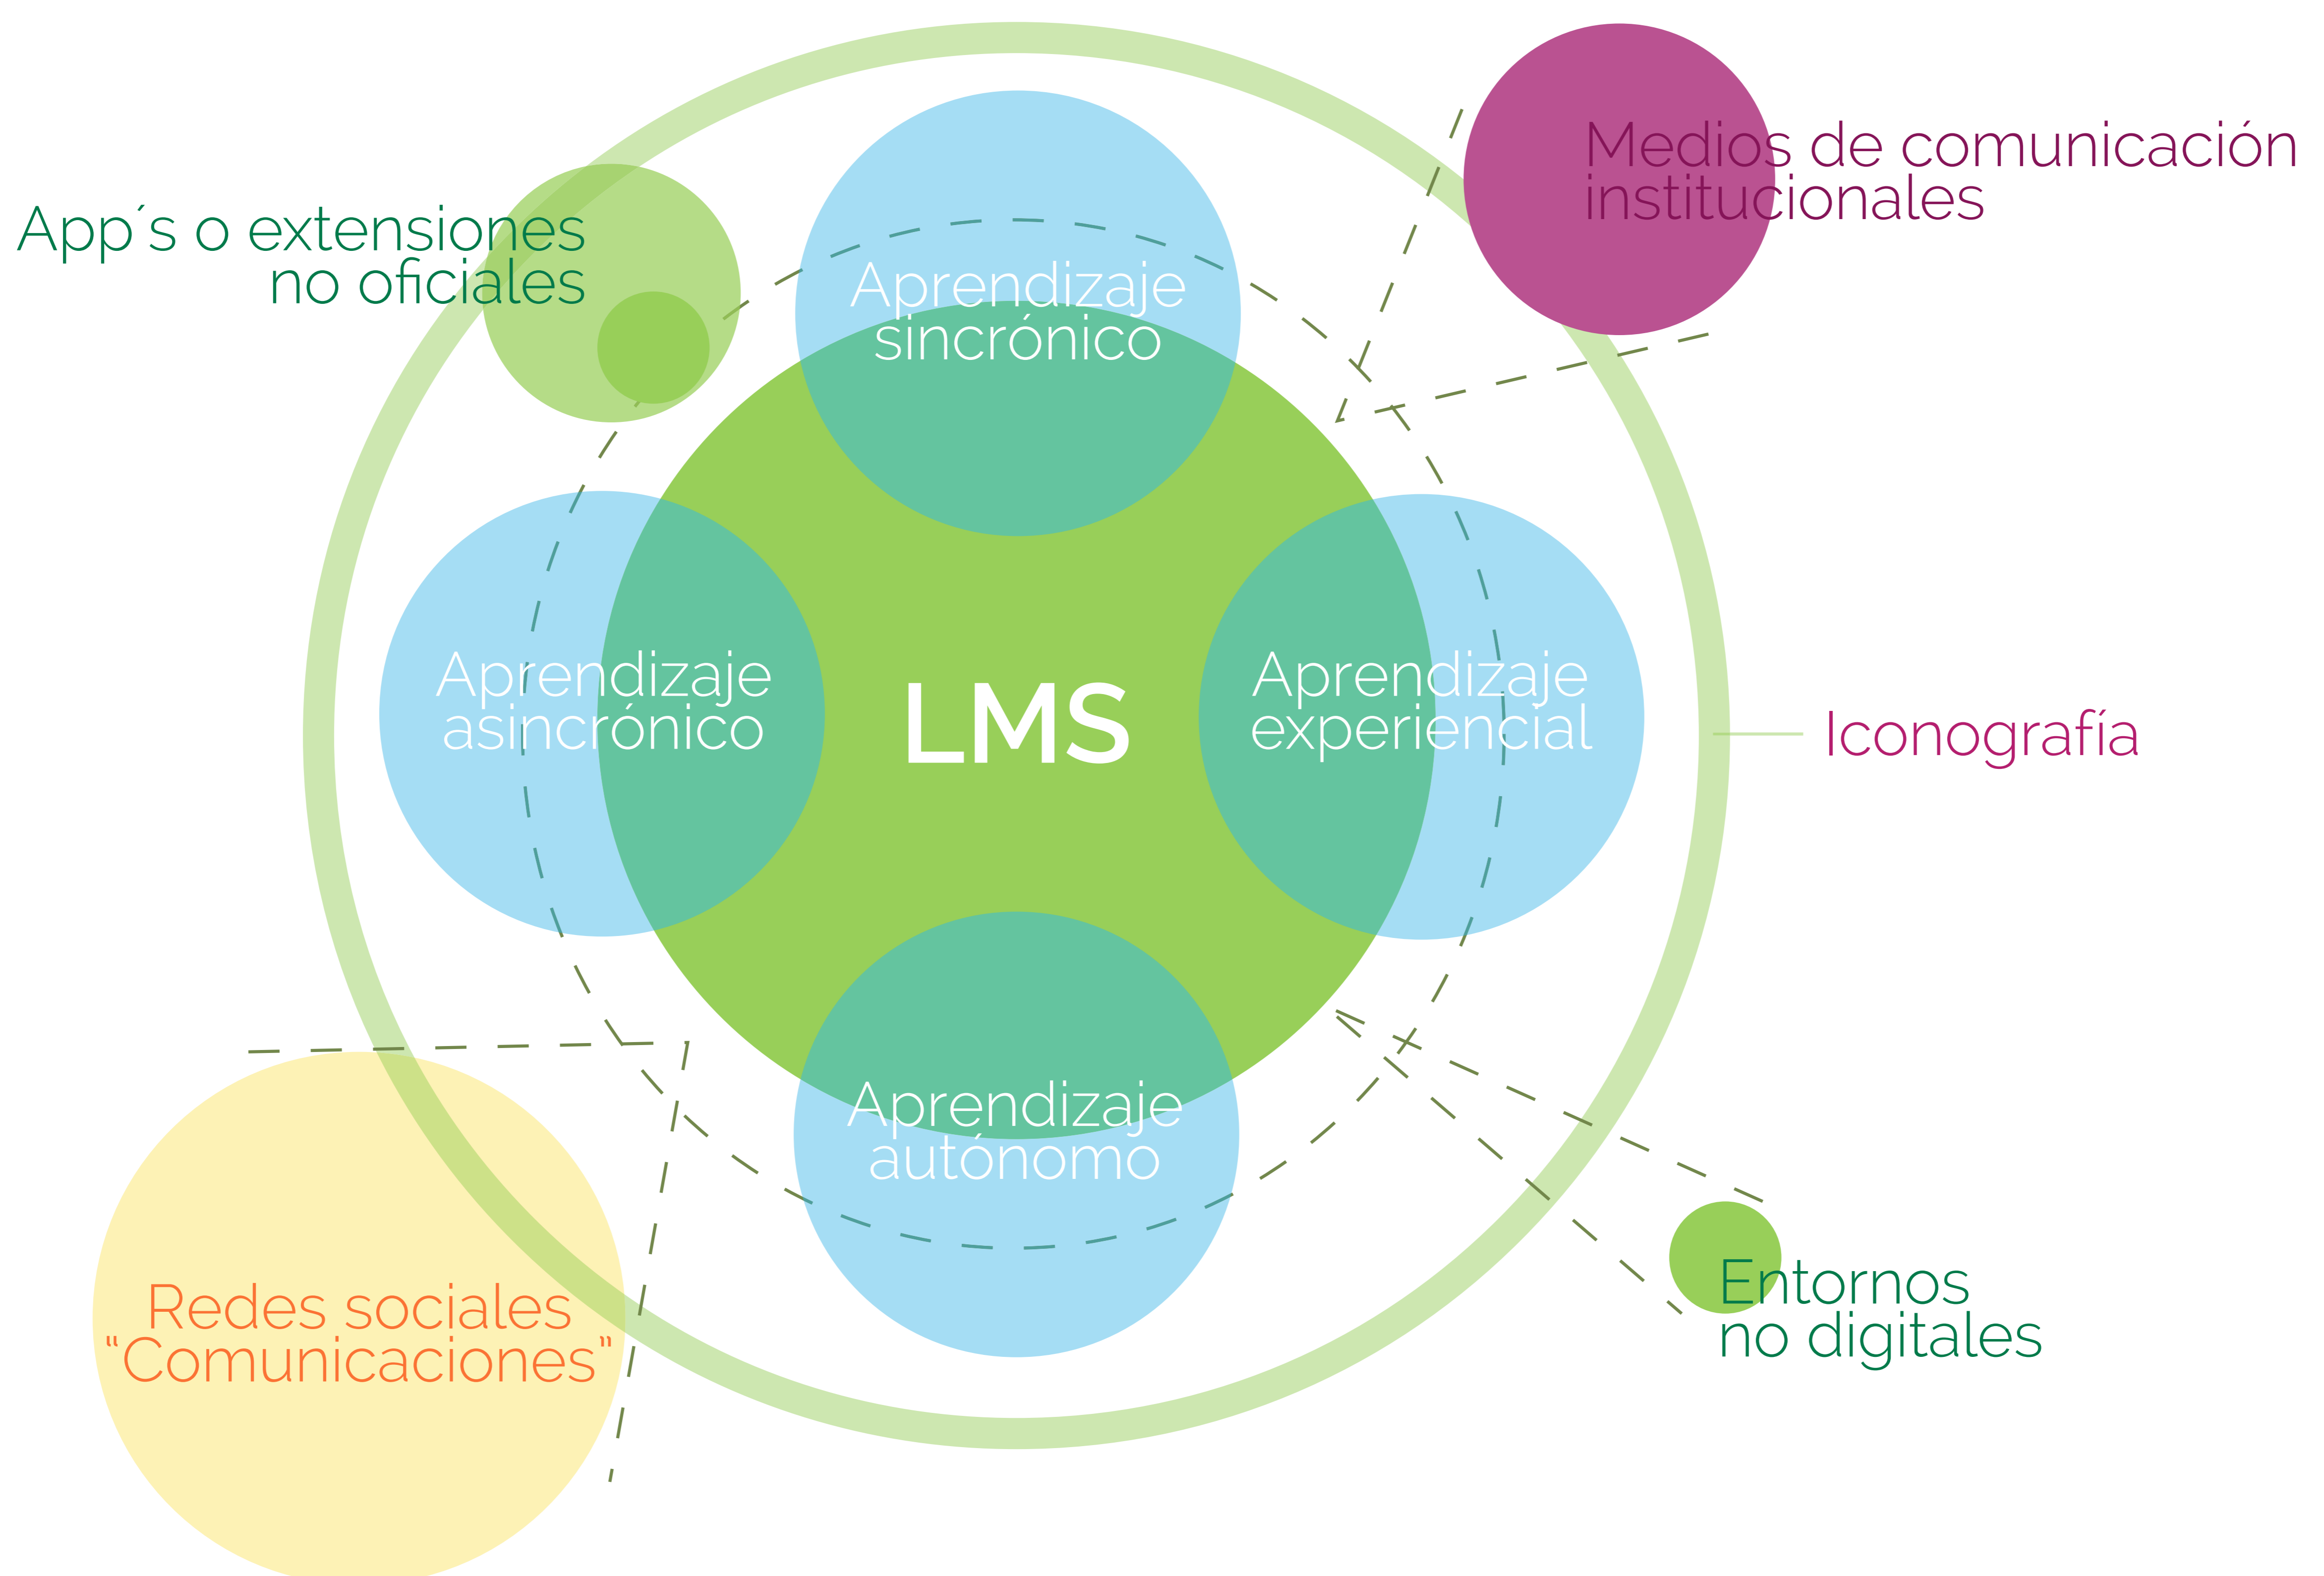 Medios de comunicación
institucionales
App´s o extensiones
no oficiales
Aprendizaje
sincrónico
Aprendizaje
asincrónico
LMS
Aprendizaje
experiencial
Iconografía
Aprendizaje
autónomo
Redes sociales
“Comunicaciones”
Entornos
no digitales